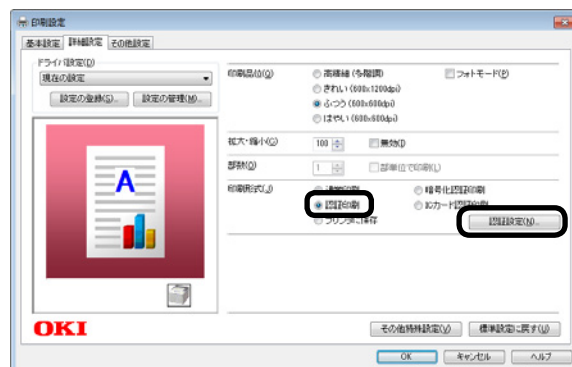 印刷設定
基本設定 詳細設定 その他設定
ドライバ設定(D)
現在の設定
設定の登録(S)... 設定の管理(M)...
印刷品位(Q)
高精細 (多階調)
フォトモード(P)
きれい (600x1200dpi)
ふつう (600x600dpi)
はやい (600x600dpi)
拡大・縮小(C)
100
無効(I)
部数(O)
1
部単位で印刷(L)
印刷形式(J)
通常印刷
暗号化認証印刷
認証印刷
ICカード認証印刷
プリンタに保存
認証設定(N)...
A
OKI
その他特殊設定(V) 標準設定に戻す(U)
OK キャンセル ヘルプ